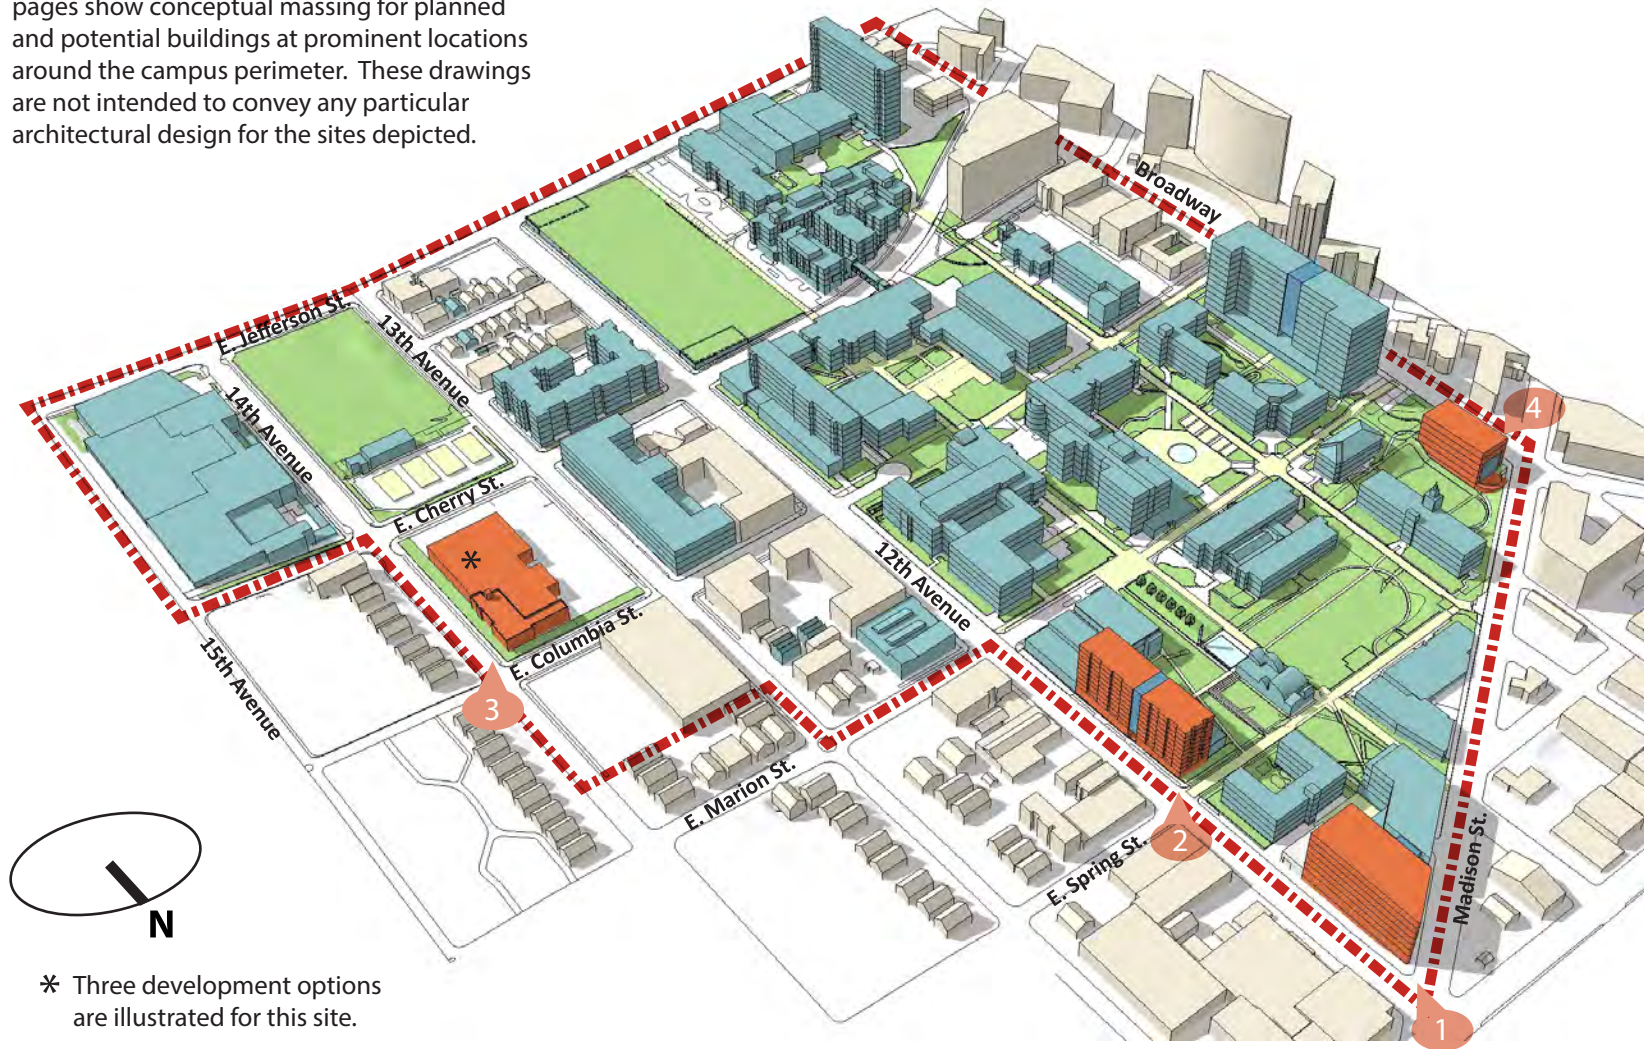 pages show conceptual massing for planned
and potential buildings at prominent locations
around the campus perimeter. These drawings
are not intended to convey any particular
architectural design for the sites depicted.
Broadway
E. Jefferson St.
13th Avenue
14th Avenue
4
E. Cherry St.
*
12th Avenue
E. Columbia St.
15th Avenue
3
E. Marion St.
2
E. Spring St.
Madison St.
N
1
* Three development options
are illustrated for this site.